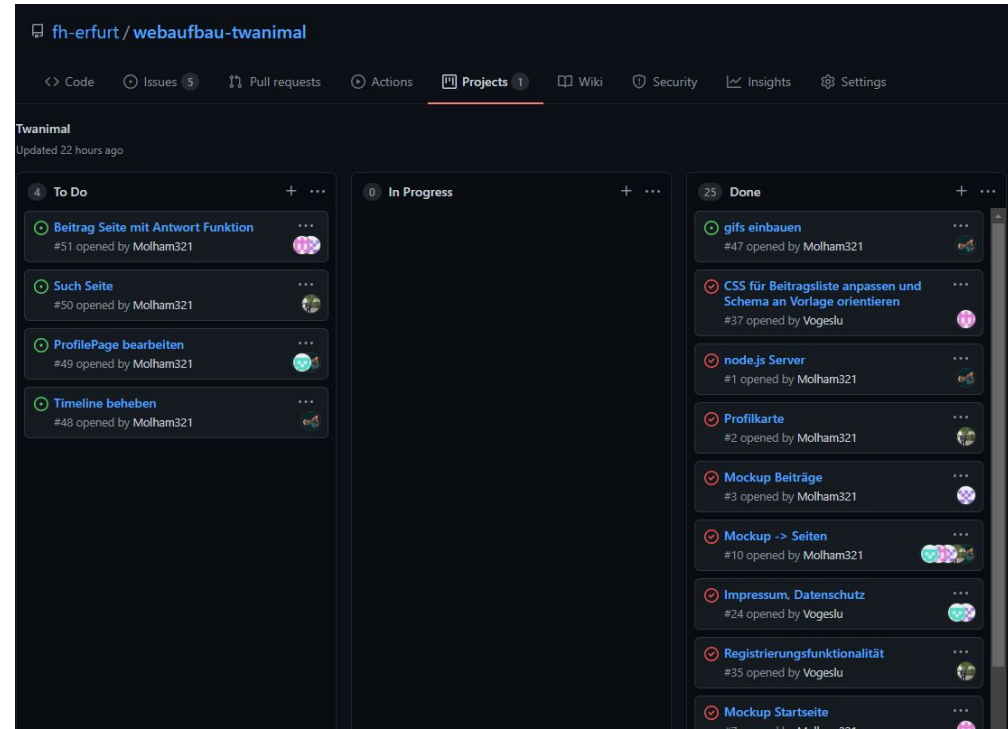 fh-erfurt / webaufbau-twanimal
<> Code Issues 5 Pull requests Actions Projects 1 Wiki Security Insights Settings
Twanimal
Updated 22 hours ago
4 To Do + ...
Beitrag Seite mit Antwort Funktion ...
#51 opened by Molham321
Such Seite ...
#50 opened by Molham321
ProfilePage bearbeiten ...
#49 opened by Molham321
Timeline beheben ...
#48 opened by Molham321
0 In Progress + ...
25 Done + ...
gifs einbauen ...
#47 opened by Molham321
CSS für Beitragsliste anpassen und ...
Schema an Vorlage orientieren
#37 opened by Vogeslu
node.js Server ...
#1 opened by Molham321
Profilkarte ...
#2 opened by Molham321
Mockup Beiträge ...
#3 opened by Molham321
Mockup -> Seiten ...
#10 opened by Molham321
Impressum, Datenschutz ...
#24 opened by Vogeslu
Registrierungsfunktionalität ...
#35 opened by Vogeslu
Mockup Startseite ...